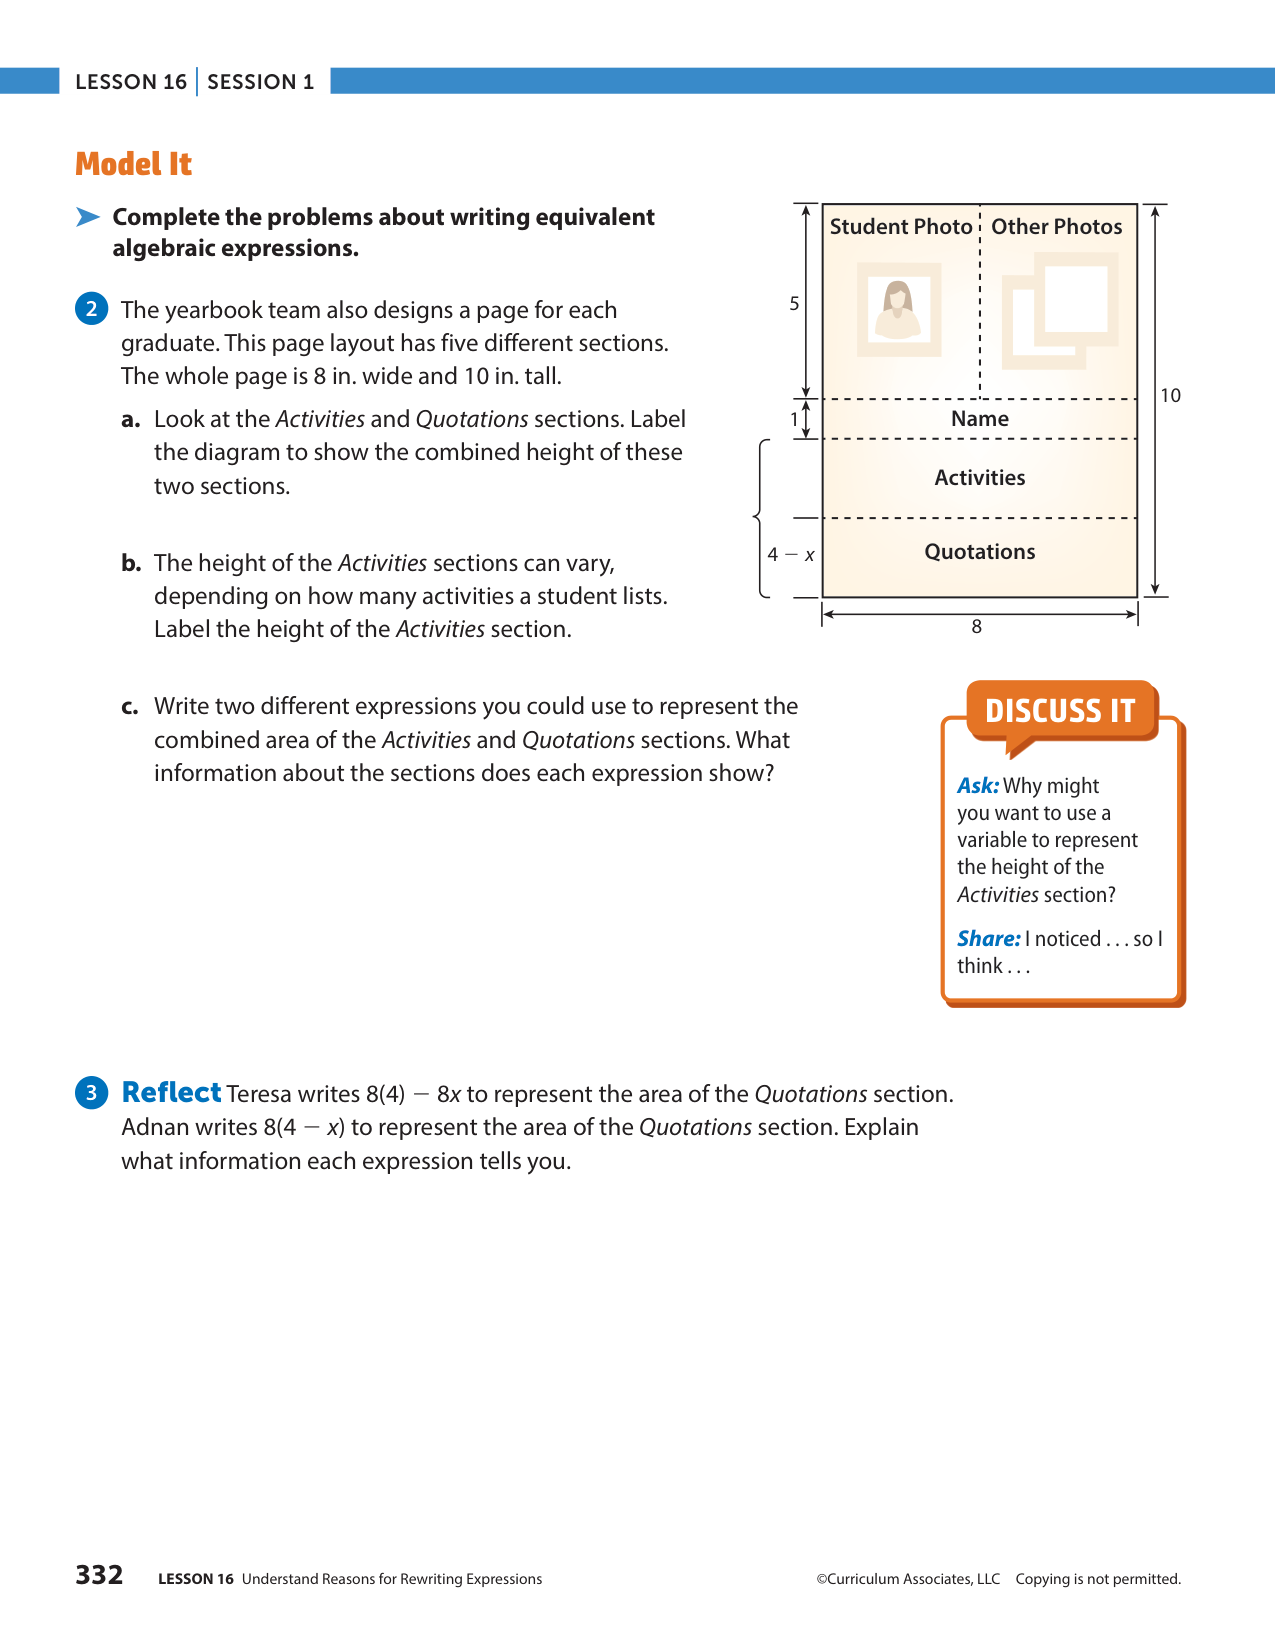 LESSON 16 | SESSION 1
Model It
Complete the problems about writing equivalent
algebraic expressions.
2 The yearbook team also designs a page for each
graduate. This page layout has five different sections.
The whole page is 8 in. wide and 10 in. tall.
a. Look at the Activities and Quotations sections. Label
the diagram to show the combined height of these
two sections.
b. The height of the Activities sections can vary,
depending on how many activities a student lists.
Label the height of the Activities section.
c. Write two different expressions you could use to represent the
combined area of the Activities and Quotations sections. What
information about the sections does each expression show?
Student Photo Other Photos
5
10
1
Name
Activities
4 − x
Quotations
8
DISCUSS IT
Ask: Why might
you want to use a
variable to represent
the height of the
Activities section?
Share: I noticed . . . so I
think . . .
3 Reflect Teresa writes 8(4) − 8x to represent the area of the Quotations section.
Adnan writes 8(4 − x) to represent the area of the Quotations section. Explain
what information each expression tells you.
332 LESSON 16 Understand Reasons for Rewriting Expressions
©Curriculum Associates, LLC Copying is not permitted.